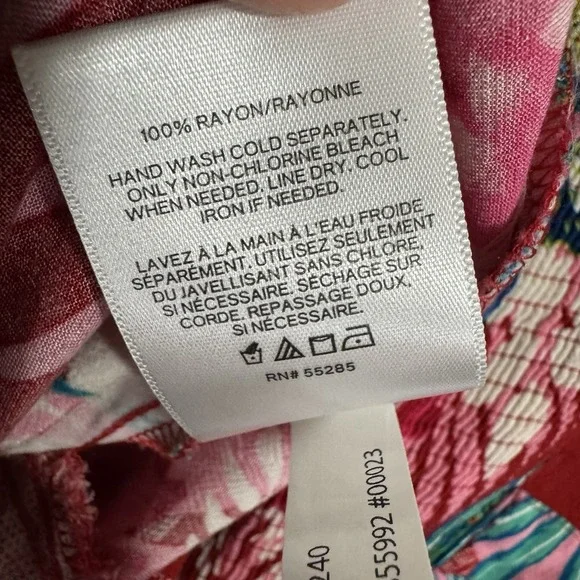 100% RAYON/RAYONNE
HAND WASH COLD SEPARATELY.
ONLY NON-CHLORINE BLEACH
WHEN NEEDED. LINE DRY. COOL
IRON IF NEEDED.
LAVEZ À LA MAIN À L'EAU FROIDE
SÉPARÉMENT. UTILISEZ SEULEMENT
DU JAVELLISANT SANS CHLORE,
SI NÉCESSAIRE. SÉCHAGE SUR
CORDE. REPASSAGE DOUX,
SI NÉCESSAIRE.
RN# 55285
240
55992 #00023